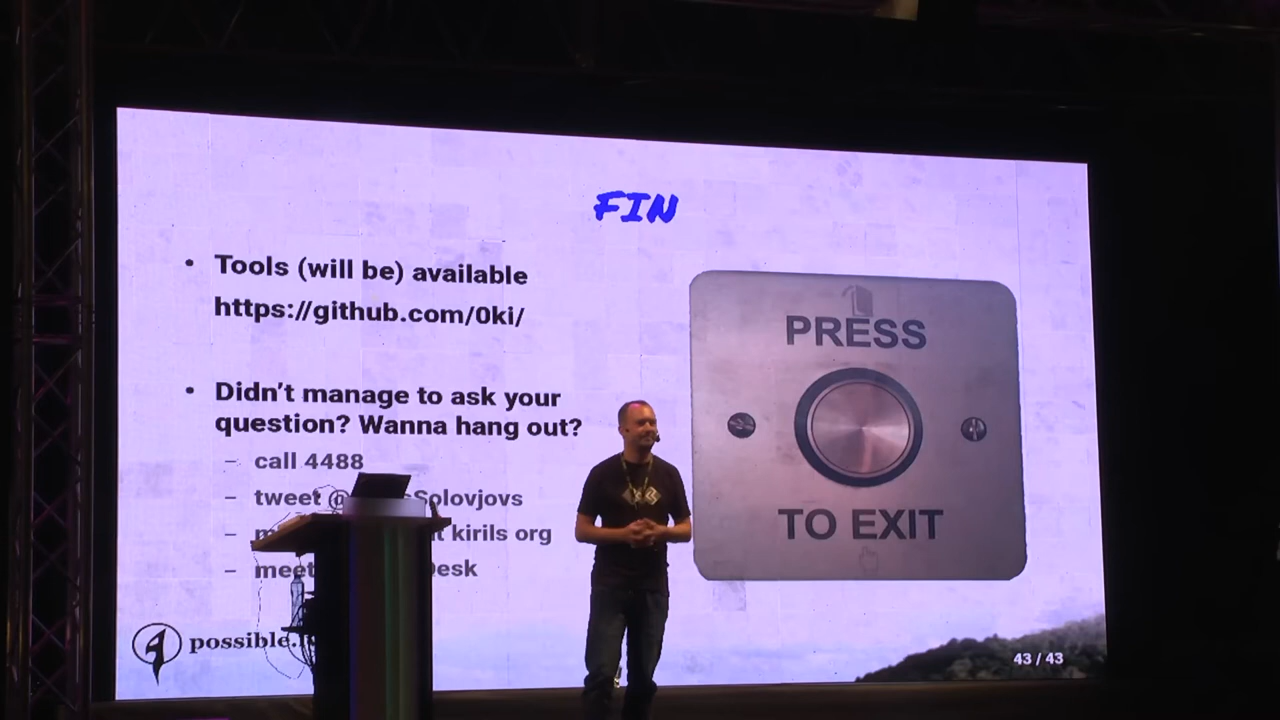 FIN
• Tools (will be) available
https://github.com/0ki/
• Didn't manage to ask your
question? Wanna hang out?
– call 4488
– tweet Solovjovs
– kirils org
– meet
PRESS
TO EXIT
possible.
43 / 43